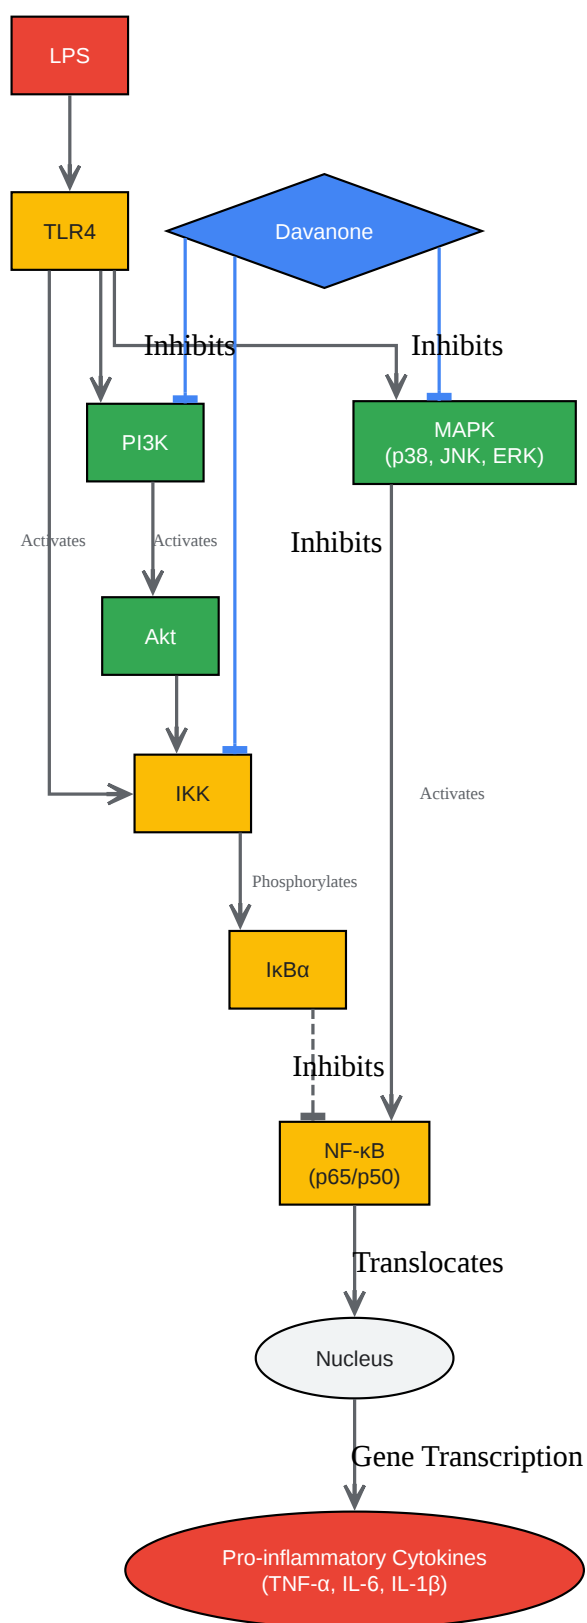 LPS
TLR4
Davanone
Inhibits
Inhibits
PI3K
MAPK
(p38, JNK, ERK)
Activates
Activates
Inhibits
Akt
IKK
Activates
Phosphorylates
IκBα
Inhibits
NF-κB
(p65/p50)
Translocates
Nucleus
Gene Transcription
Pro-inflammatory Cytokines
(TNF-α, IL-6, IL-1β)